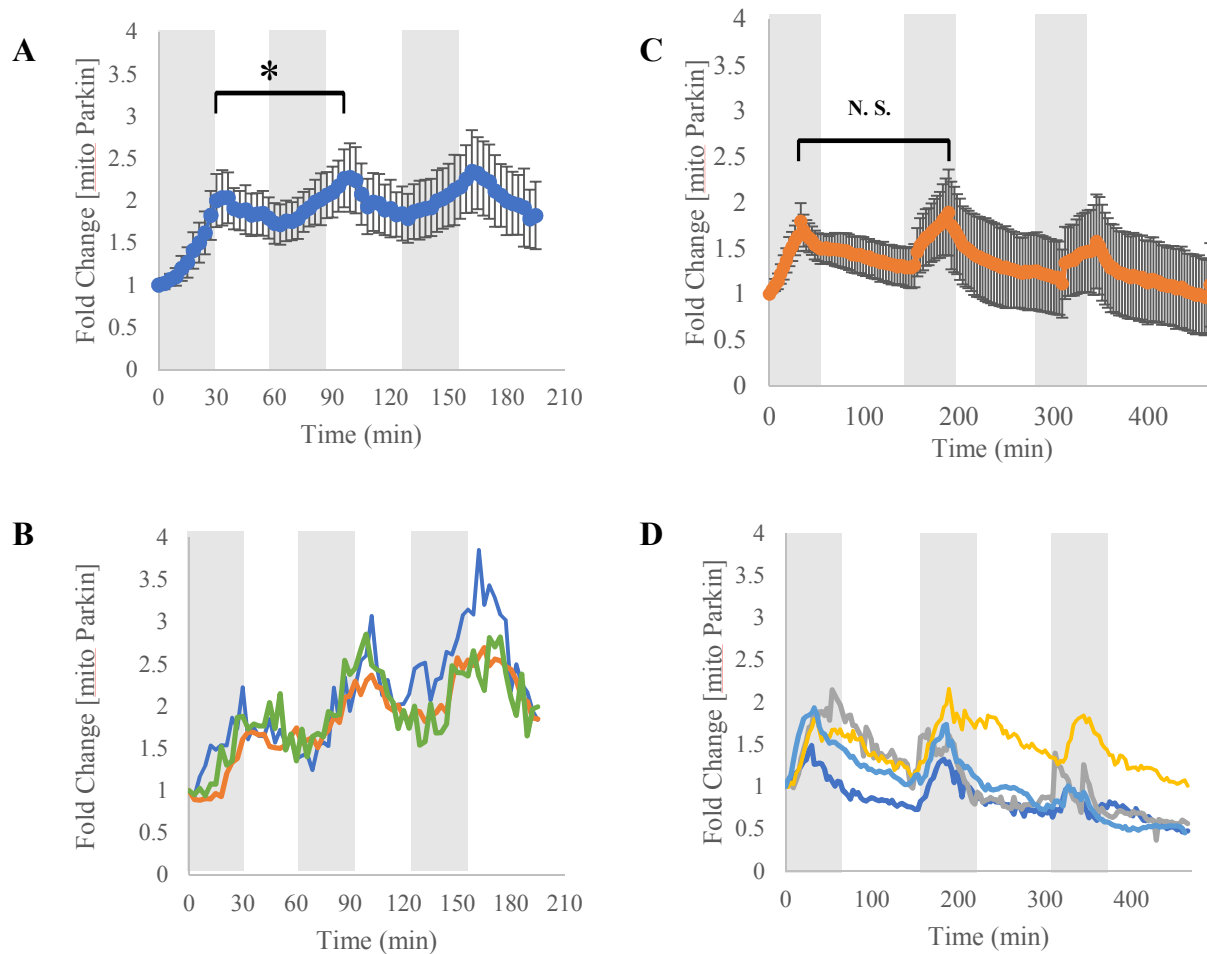 A
Fold Change [mito Parkin]
4
3.5
3
2.5
2
1.5
1
0.5
0
*
0 30 60 90 120 150 180 210
Time (min)
C
Fold Change [mito Parkin]
4
3.5
3
2.5
2
1.5
1
0.5
0
N. S.
0 100 200 300 400
Time (min)
B
Fold Change [mito Parkin]
4
3.5
3
2.5
2
1.5
1
0.5
0
0 30 60 90 120 150 180 210
Time (min)
D
Fold Change [mito Parkin]
4
3.5
3
2.5
2
1.5
1
0.5
0
0 100 200 300 400
Time (min)